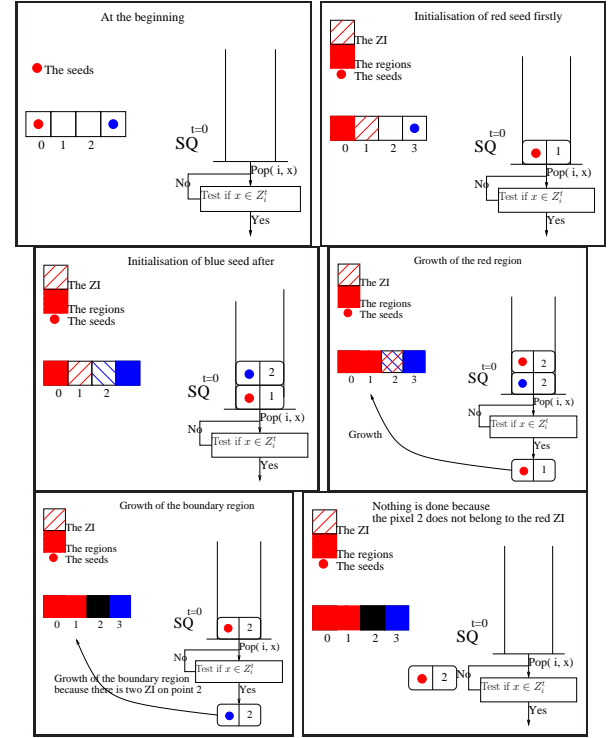 At the beginning
The seeds
0 1 2
t=0
SQ
Pop( i, x)
No
Test if x ∈ Z_i^t
Yes
Initialisation of red seed firstly
The ZI
The regions
The seeds
0 1 2 3
t=0
SQ
1
Pop( i, x)
No
Test if x ∈ Z_i^t
Yes
Initialisation of blue seed after
The ZI
The regions
The seeds
0 1 2
t=0
SQ
2
1
Pop( i, x)
No
Test if x ∈ Z_i^t
Yes
Growth of the red region
The ZI
The regions
The seeds
0 1 2 3
t=0
SQ
2
2
Pop( i, x)
No
Test if x ∈ Z_i^t
Yes
Growth
1
Growth of the boundary region
The ZI
The regions
The seeds
0 1 2 3
t=0
SQ
2
Pop( i, x)
No
Test if x ∈ Z_i^t
Yes
Growth of the boundary region
because there is two ZI on point 2
2
Nothing is done because
the pixel 2 does not belong to the red ZI
The ZI
The regions
The seeds
0 1 2 3
t=0
SQ
Pop( i, x)
2
No
Test if x ∈ Z_i^t
Yes